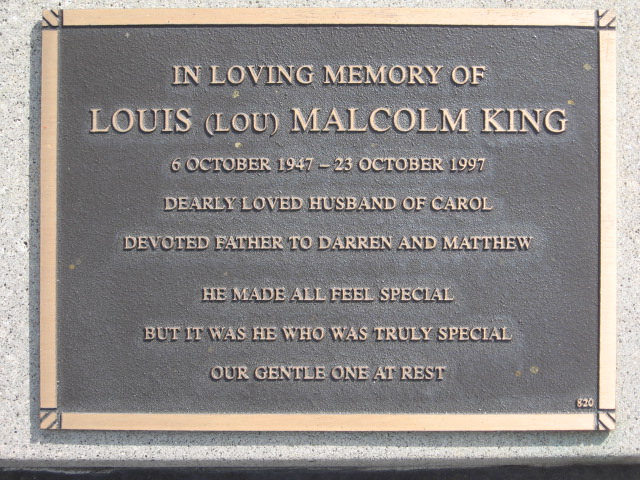 IN LOVING MEMORY OF
LOUIS (LOU) MALCOLM KING
6 OCTOBER 1947 – 23 OCTOBER 1997
DEARLY LOVED HUSBAND OF CAROL
DEVOTED FATHER TO DARREN AND MATTHEW
HE MADE ALL FEEL SPECIAL
BUT IT WAS HE WHO WAS TRULY SPECIAL
OUR GENTLE ONE AT REST
820